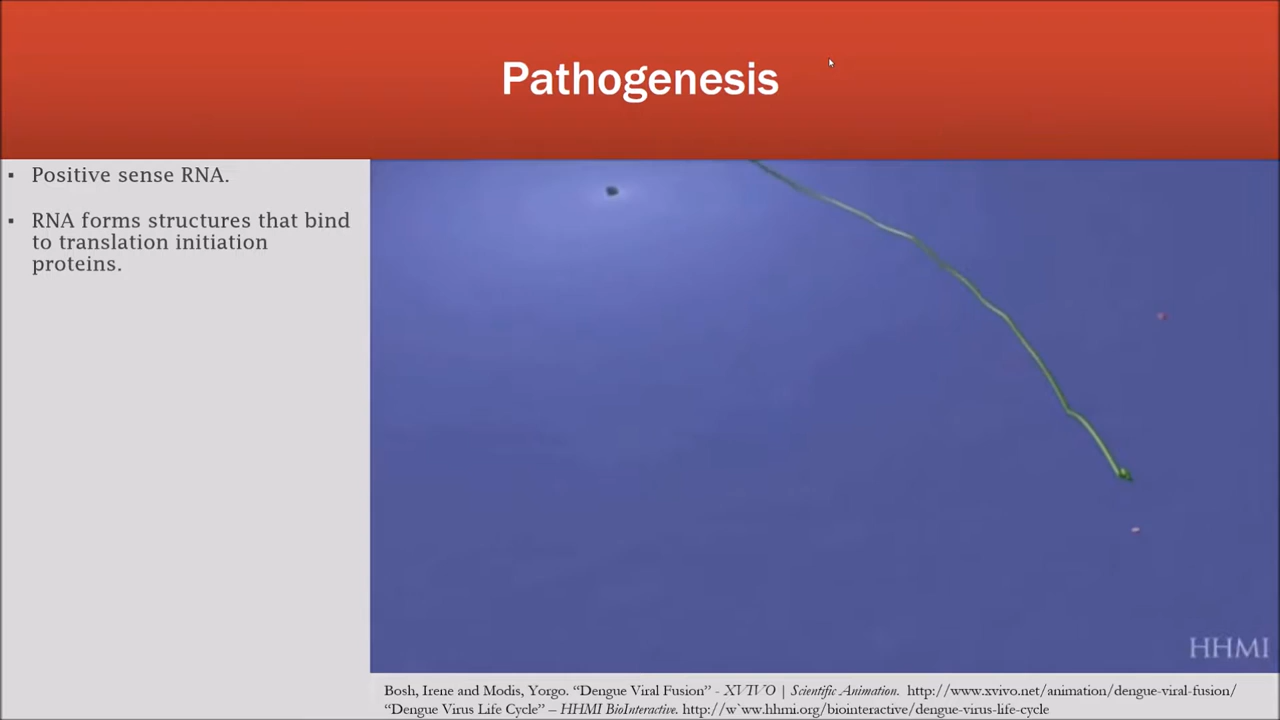 Pathogenesis
▪ Positive sense RNA.
▪ RNA forms structures that bind
to translation initiation
proteins.
HHMI
Bosh, Irene and Modis, Yorgo. “Dengue Viral Fusion” - XVIVO | Scientific Animation. http://www.xvivo.net/animation/dengue-viral-fusion/
“Dengue Virus Life Cycle” – HHMI BioInteractive. http://w`ww.hhmi.org/biointeractive/dengue-virus-life-cycle